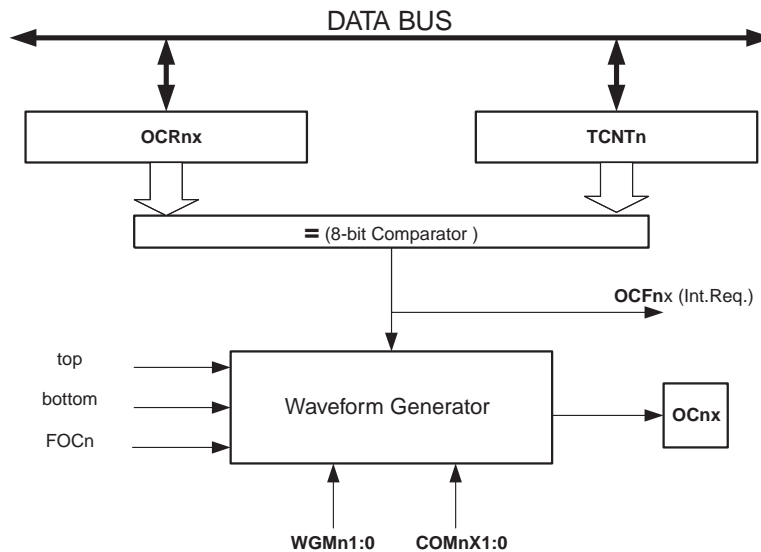 DATA BUS
OCRnx
TCNTn
= (8-bit Comparator )
OCFnx (Int.Req.)
top
bottom
FOCn
Waveform Generator
OCnx
WGMn1:0
COMnX1:0